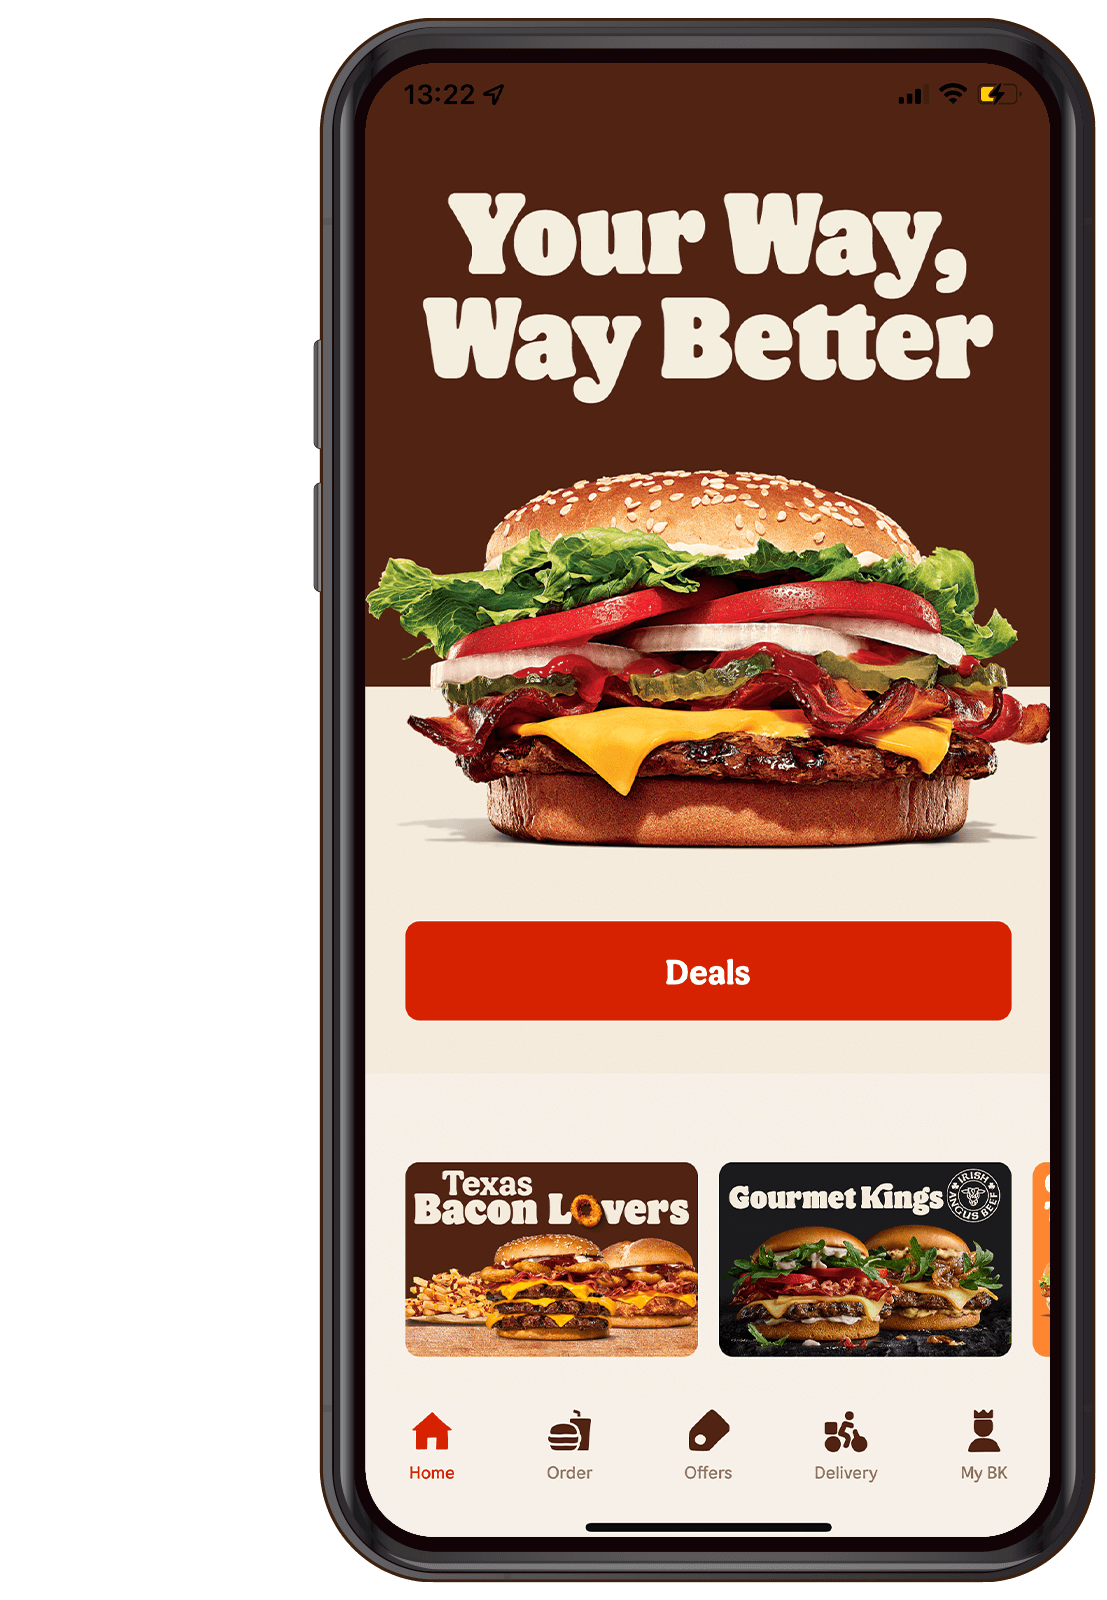 13:22
Your Way,
Way Better
Deals
Texas
Bacon Lovers
Gourmet Kings
IRISH
ANGUS BEEF
Home
Order
Offers
Delivery
My BK